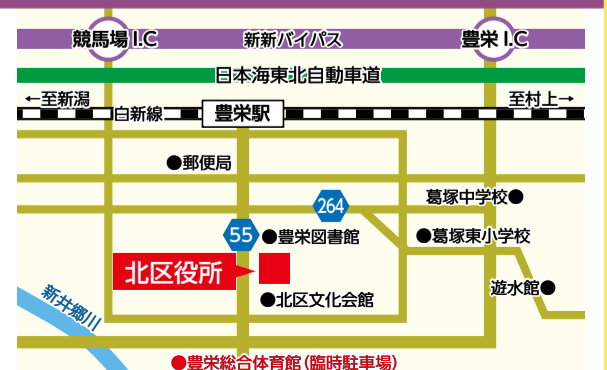 競馬場 I.C
新新バイパス
豊栄 I.C
日本海東北自動車道
←至新潟
至村上→
白新線
豊栄駅
●郵便局
葛塚中学校●
264
55
●豊栄図書館
●葛塚東小学校
北区役所
遊水館●
●北区文化会館
新井郷川
●豊栄総合体育館（臨時駐車場）